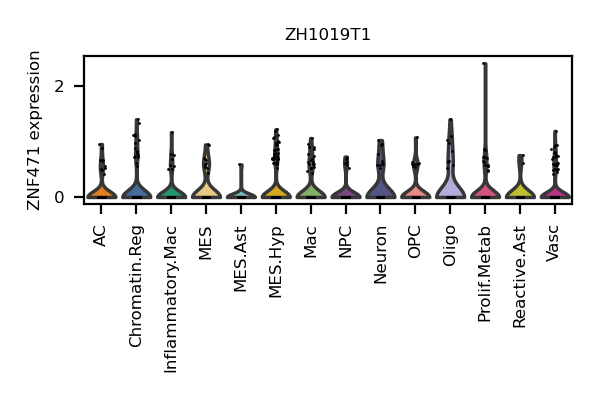 ZH1019T1
ZNF471 expression
2
0
AC
Chromatin.Reg
Inflammatory.Mac
MES
MES.Ast
MES.Hyp
Mac
NPC
Neuron
OPC
Oligo
Prolif.Metab
Reactive.Ast
Vasc